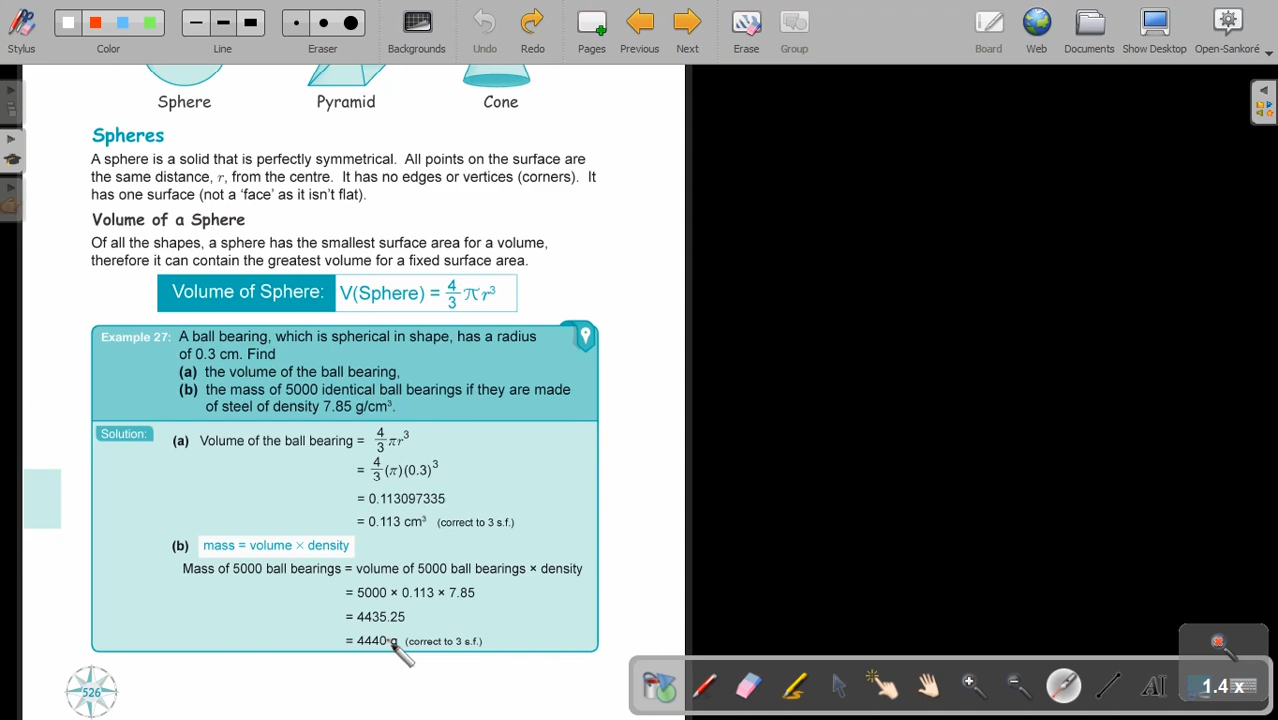 Stylus Color Line Eraser Backgrounds Undo Redo Pages Previous Next Erase Group Board Web Documents Show Desktop Open-Sankoré
Sphere Pyramid Cone
Spheres
A sphere is a solid that is perfectly symmetrical. All points on the surface are
the same distance, r, from the centre. It has no edges or vertices (corners). It
has one surface (not a ‘face’ as it isn’t flat).
Volume of a Sphere
Of all the shapes, a sphere has the smallest surface area for a volume,
therefore it can contain the greatest volume for a fixed surface area.
Volume of Sphere: V(Sphere) = 4/3 πr³
Example 27: A ball bearing, which is spherical in shape, has a radius
of 0.3 cm. Find
(a) the volume of the ball bearing,
(b) the mass of 5000 identical ball bearings if they are made
of steel of density 7.85 g/cm³.
Solution:
(a) Volume of the ball bearing = 4/3 πr³
= 4/3 (π)(0.3)³
= 0.113097335
= 0.113 cm³ (correct to 3 s.f.)
(b) mass = volume × density
Mass of 5000 ball bearings = volume of 5000 ball bearings × density
= 5000 × 0.113 × 7.85
= 4435.25
= 4440 g (correct to 3 s.f.)
526
1.4 x